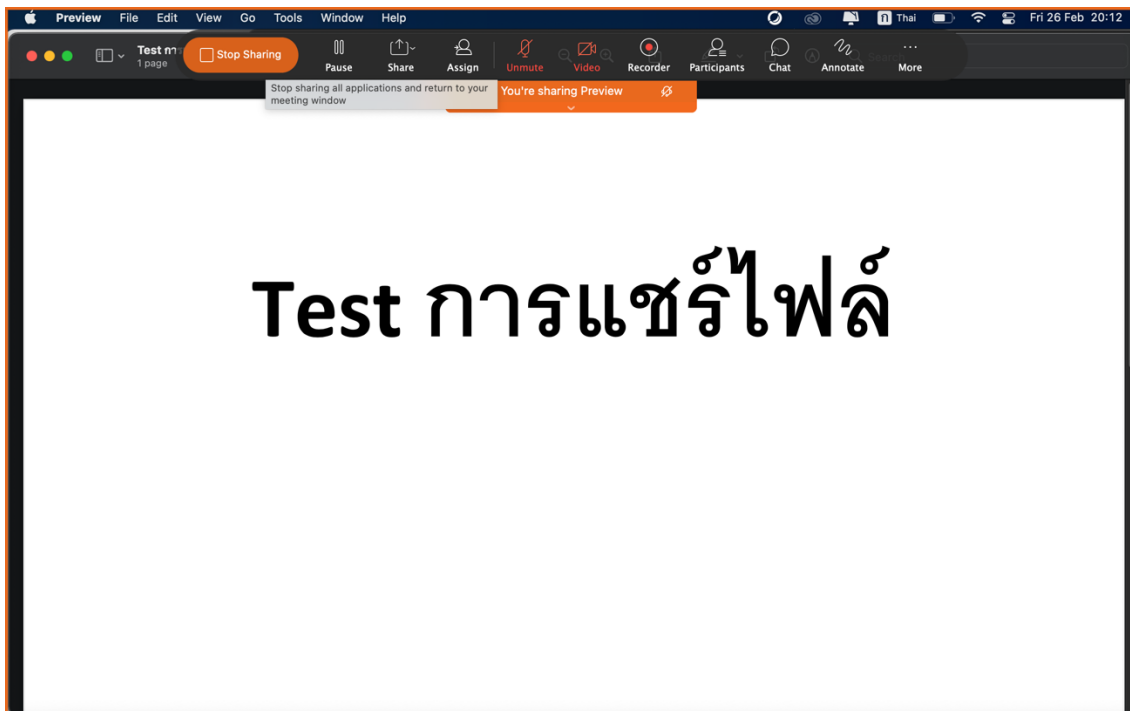 Preview File Edit View Go Tools Window Help Thai Fri 26 Feb 20:12
Test กา
1 page
Stop Sharing Pause Share Assign Unmute Video Recorder Participants Chat Annotate More
Stop sharing all applications and return to your
meeting window
You're sharing Preview
Test การแชร์ไฟล์